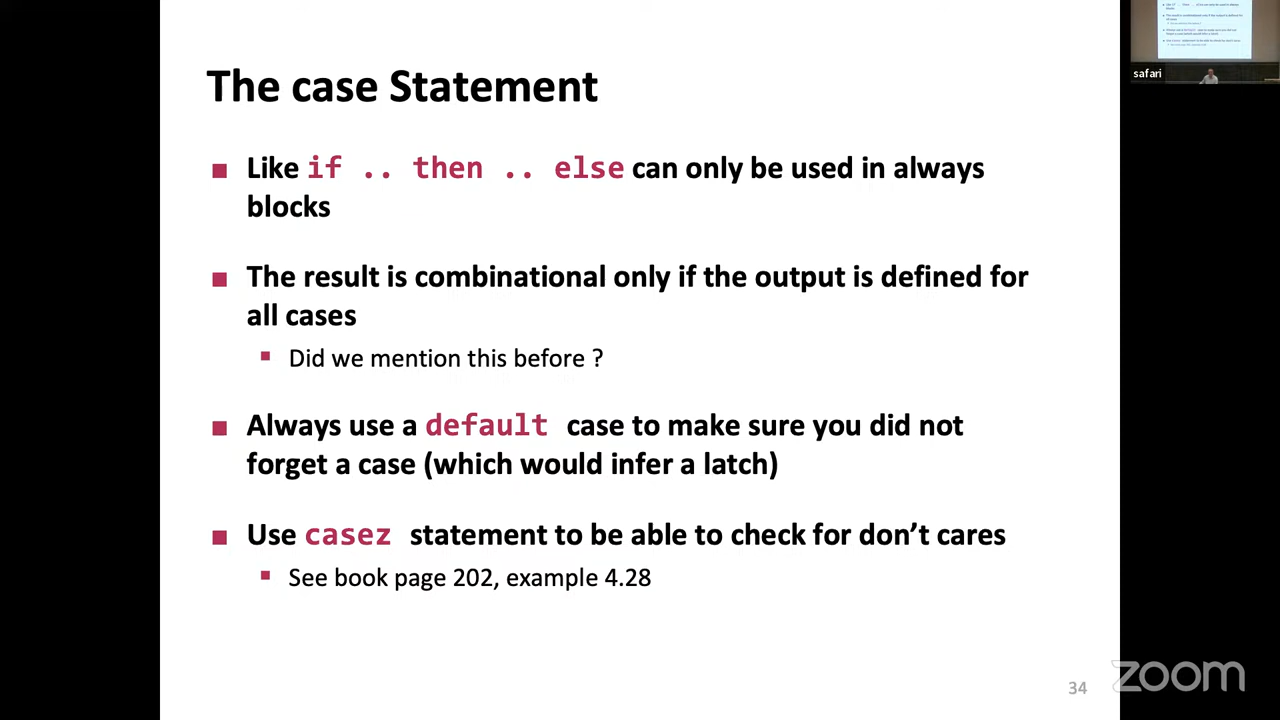 The case Statement
Like if .. then .. else can only be used in always
blocks
The result is combinational only if the output is defined for
all cases
Did we mention this before ?
Always use a default case to make sure you did not
forget a case (which would infer a latch)
Use casez statement to be able to check for don’t cares
See book page 202, example 4.28
34
zoom
safari